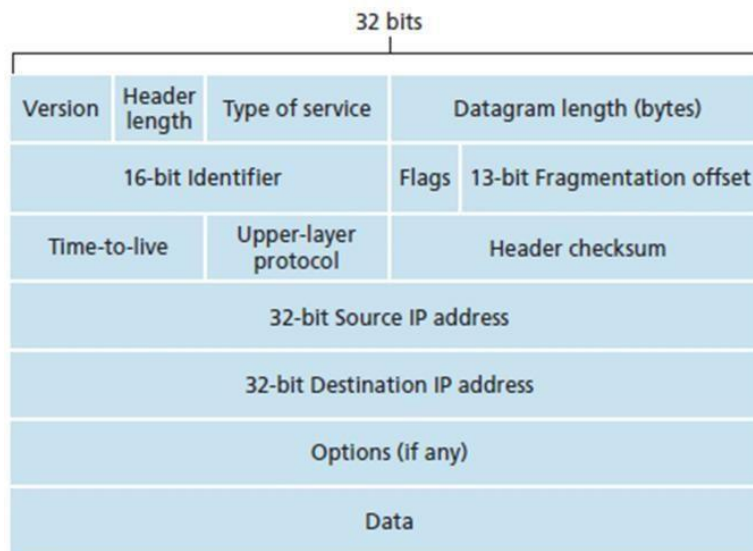 32 bits
Version
Header
length
Type of service
Datagram length (bytes)
16-bit Identifier
Flags
13-bit Fragmentation offset
Time-to-live
Upper-layer
protocol
Header checksum
32-bit Source IP address
32-bit Destination IP address
Options (if any)
Data